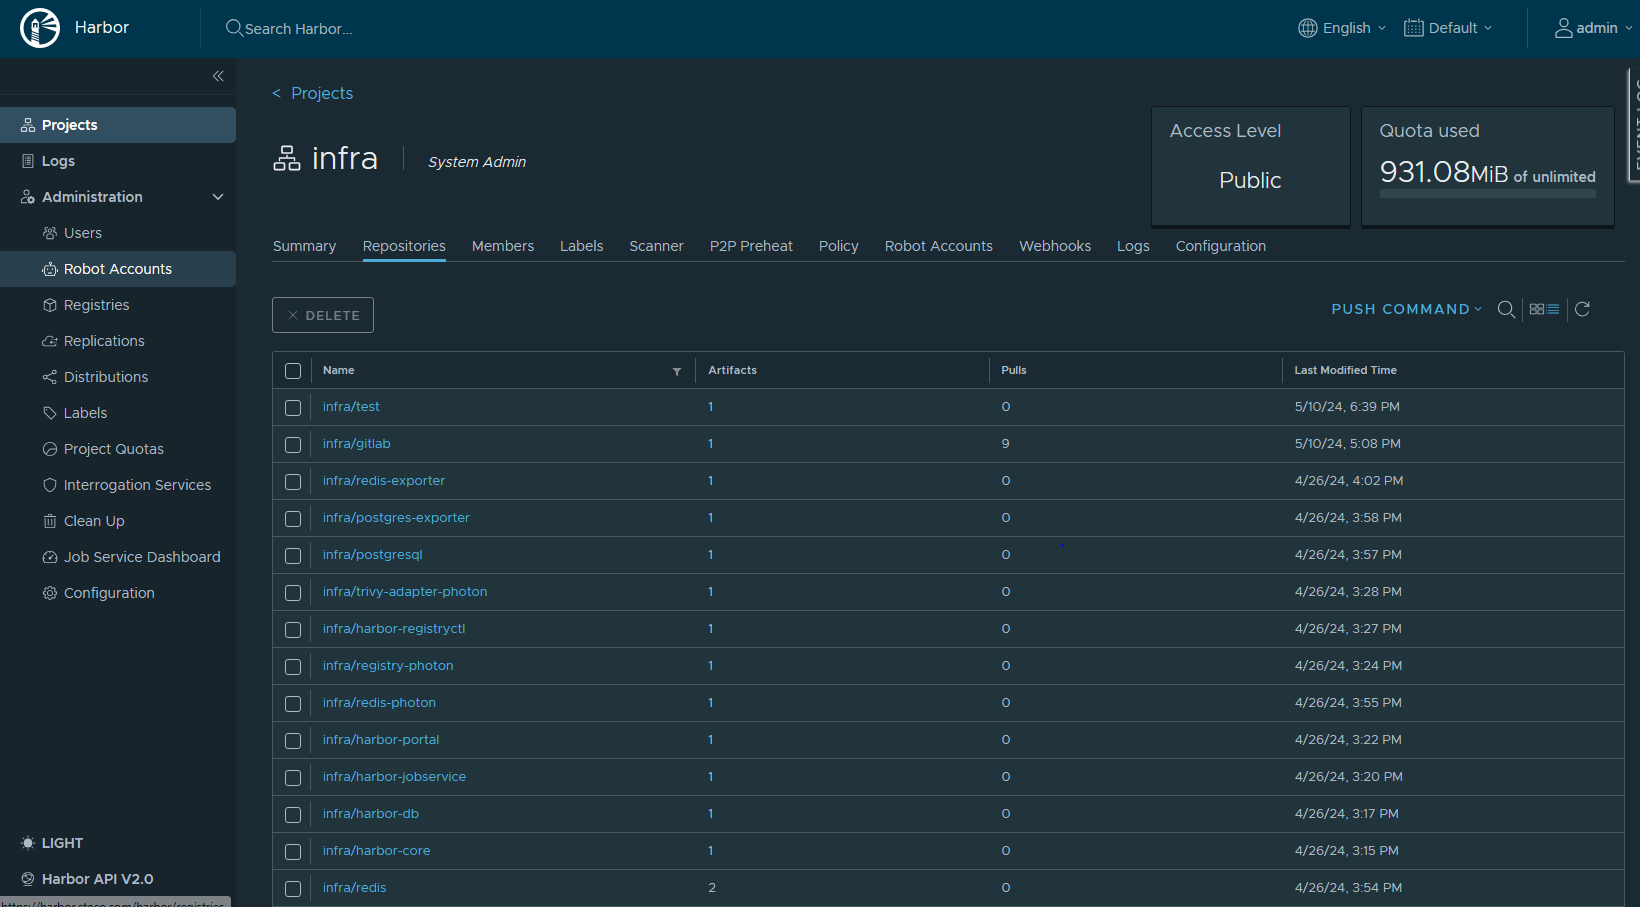 Harbor
Search Harbor...
English
Default
admin
Projects
Logs
Administration
Users
Robot Accounts
Registries
Replications
Distributions
Labels
Project Quotas
Interrogation Services
Clean Up
Job Service Dashboard
Configuration
LIGHT
Harbor API V2.0
< Projects
infra
System Admin
Access Level
Public
Quota used
931.08MiB of unlimited
Summary Repositories Members Labels Scanner P2P Preheat Policy Robot Accounts Webhooks Logs Configuration
DELETE
PUSH COMMAND
Name Artifacts Pulls Last Modified Time
infra/test 1 0 5/10/24, 6:39 PM
infra/gitlab 1 9 5/10/24, 5:08 PM
infra/redis-exporter 1 0 4/26/24, 4:02 PM
infra/postgres-exporter 1 0 4/26/24, 3:58 PM
infra/postgresql 1 0 4/26/24, 3:57 PM
infra/trivy-adapter-photon 1 0 4/26/24, 3:28 PM
infra/harbor-registryctl 1 0 4/26/24, 3:27 PM
infra/registry-photon 1 0 4/26/24, 3:24 PM
infra/redis-photon 1 0 4/26/24, 3:55 PM
infra/harbor-portal 1 0 4/26/24, 3:22 PM
infra/harbor-jobservice 1 0 4/26/24, 3:20 PM
infra/harbor-db 1 0 4/26/24, 3:17 PM
infra/harbor-core 1 0 4/26/24, 3:15 PM
infra/redis 2 0 4/26/24, 3:54 PM